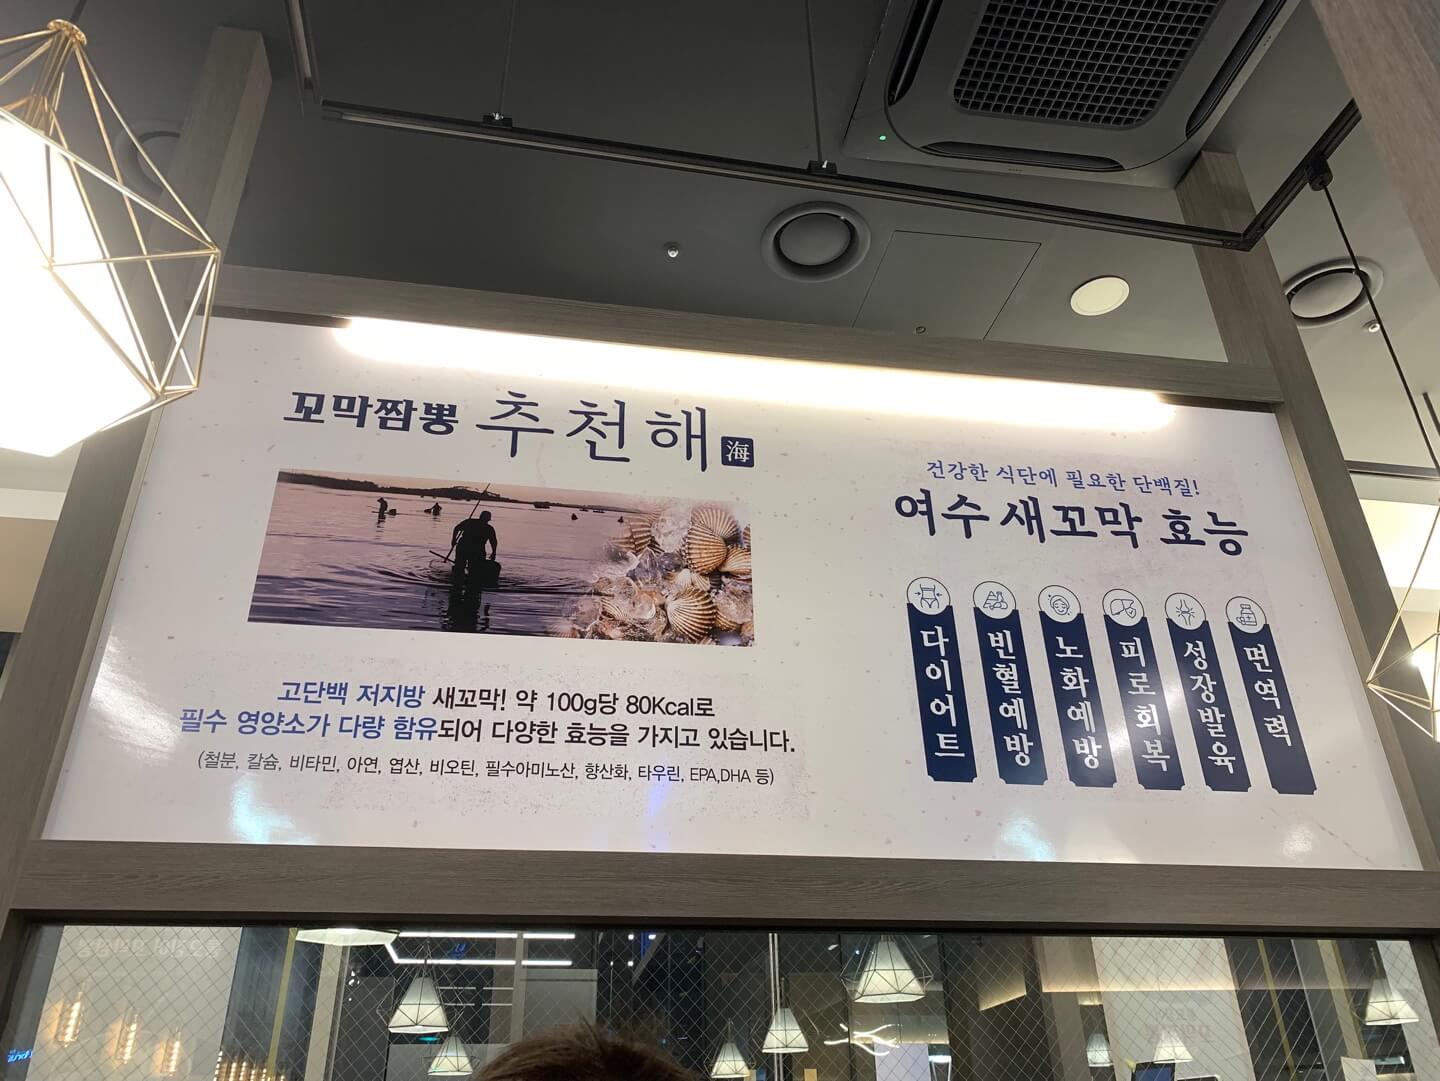 꼬막짬뽕 추천해 海
고단백 저지방 새꼬막! 약 100g당 80Kcal로
필수 영양소가 다량 함유되어 다양한 효능을 가지고 있습니다.
(철분, 칼슘, 비타민, 아연, 엽산, 비오틴, 필수아미노산, 항산화, 타우린, EPA,DHA 등)
건강한 식단에 필요한 단백질!
여수 새꼬막 효능
다이어트
빈혈예방
노화예방
피로회복
성장발육
면역력